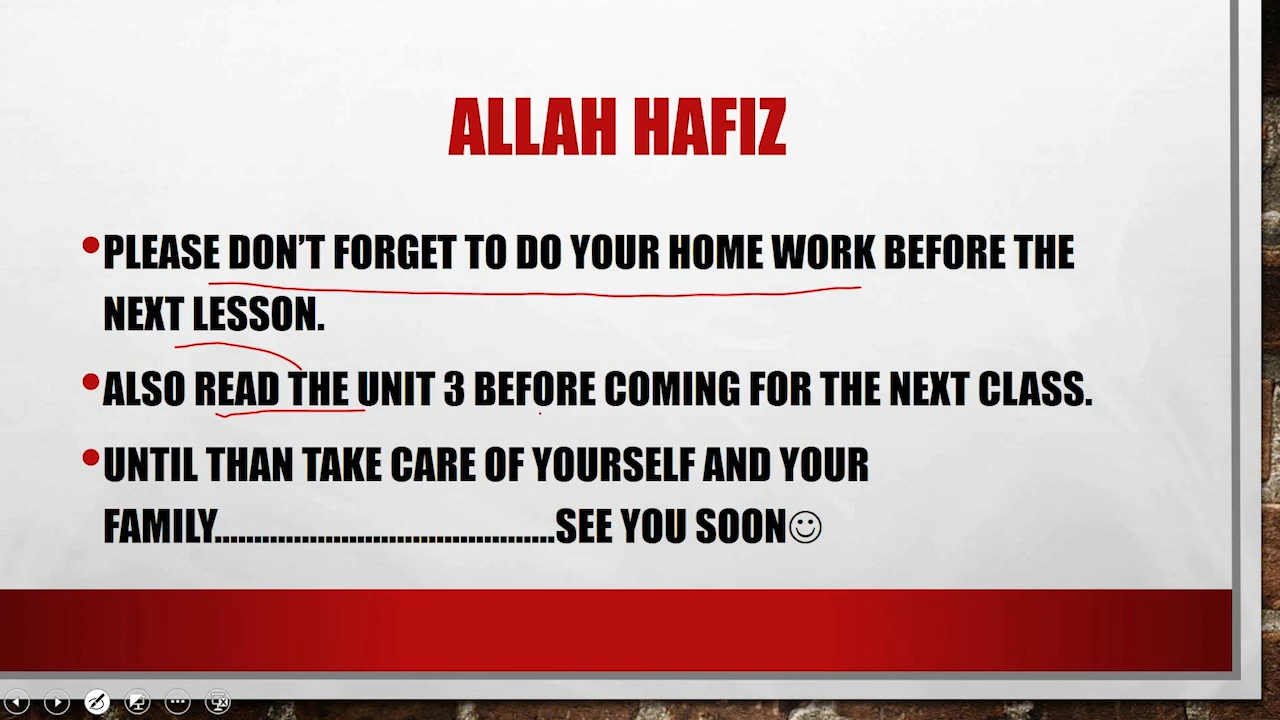 ALLAH HAFIZ
•PLEASE DON'T FORGET TO DO YOUR HOME WORK BEFORE THE
NEXT LESSON.
•ALSO READ THE UNIT 3 BEFORE COMING FOR THE NEXT CLASS.
•UNTIL THAN TAKE CARE OF YOURSELF AND YOUR
FAMILY............................................SEE YOU SOON☺